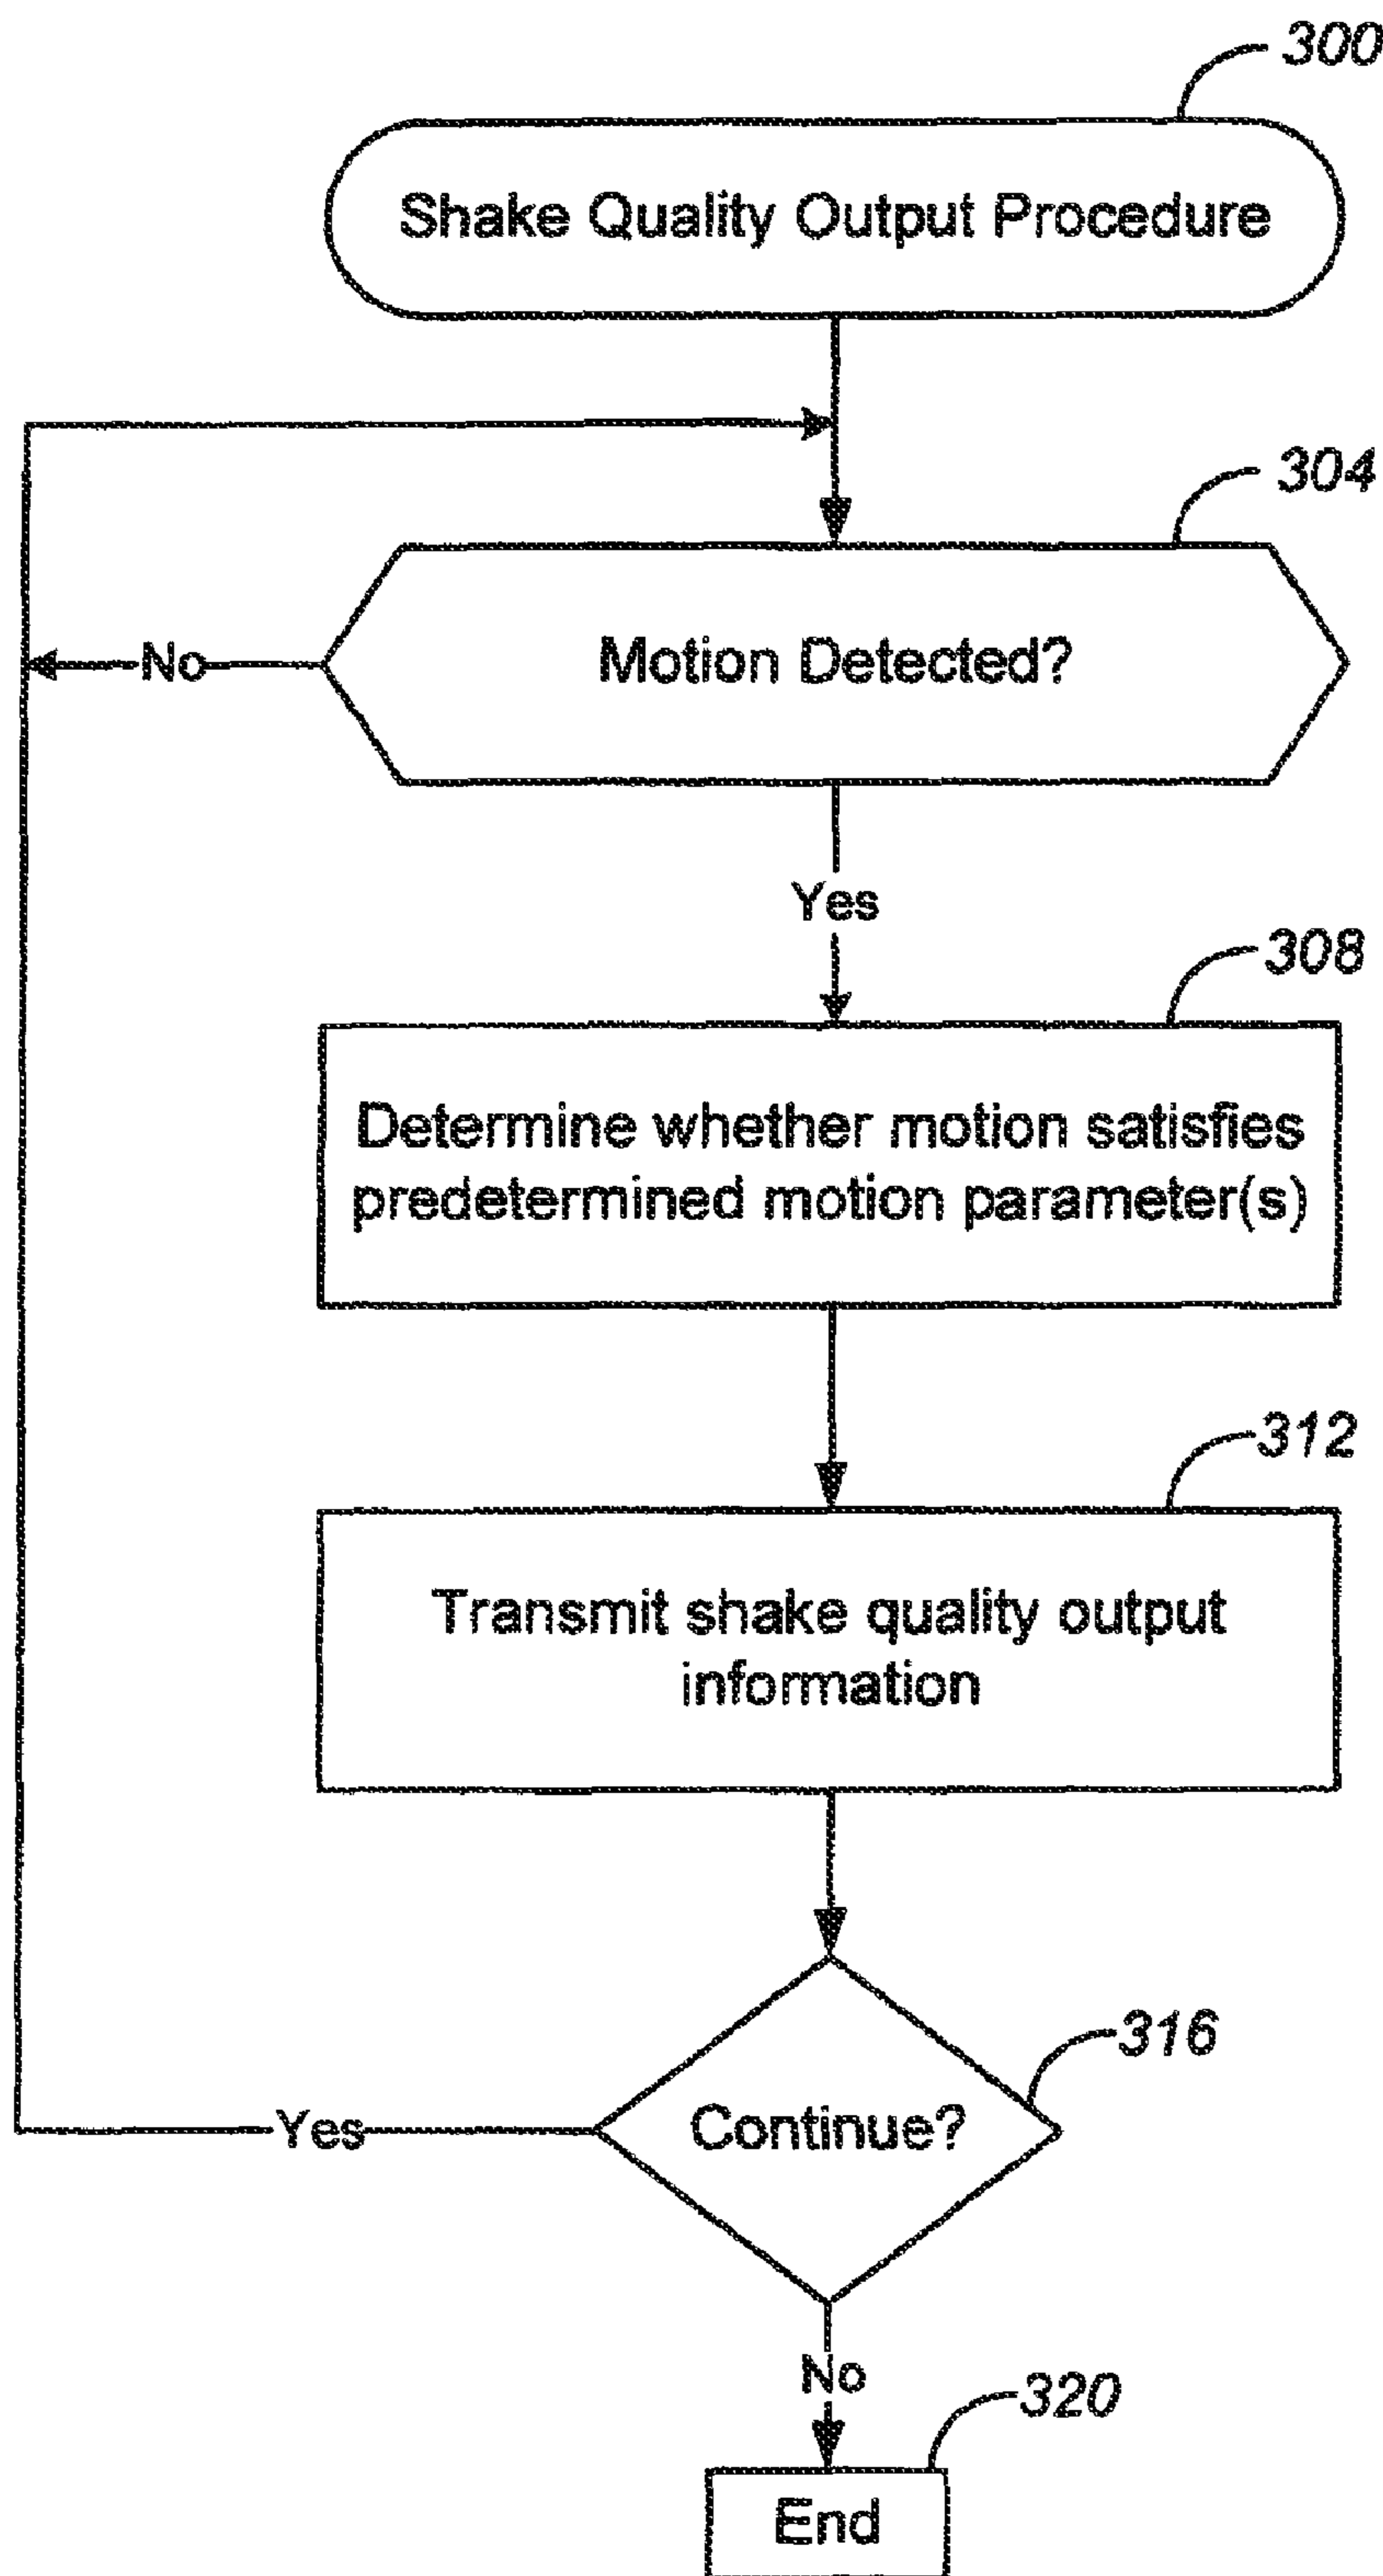 300
Shake Quality Output Procedure
304
Motion Detected?
No
Yes
308
Determine whether motion satisfies
predetermined motion parameter(s)
312
Transmit shake quality output
information
316
Continue?
Yes
No
320
End